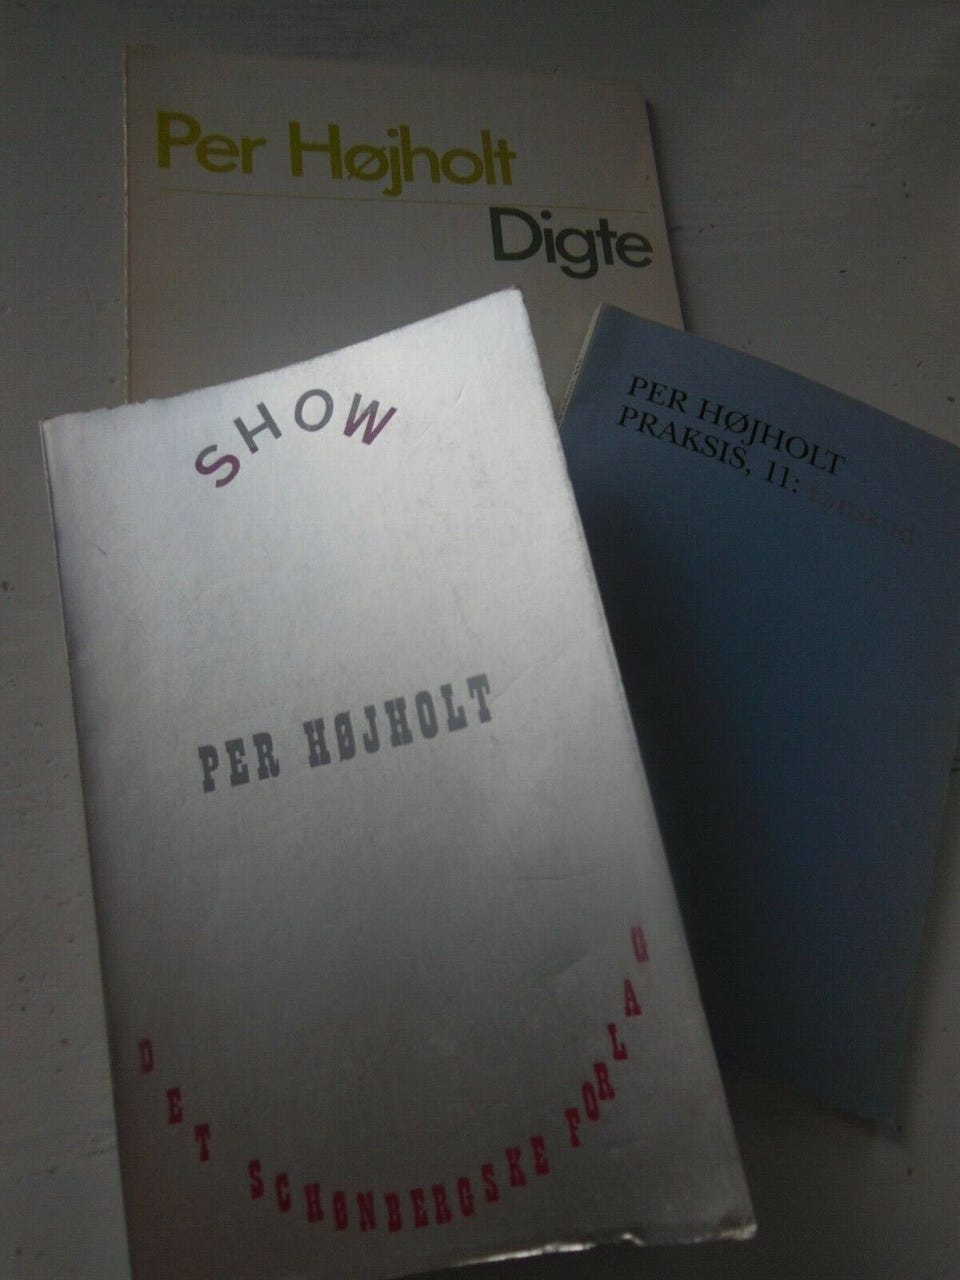 Per Højholt
Digte
PER HØJHOLT
PRAKSIS, 11:
SHOW
PER HØJHOLT
DET SCHØNBERGSKE FORLAG